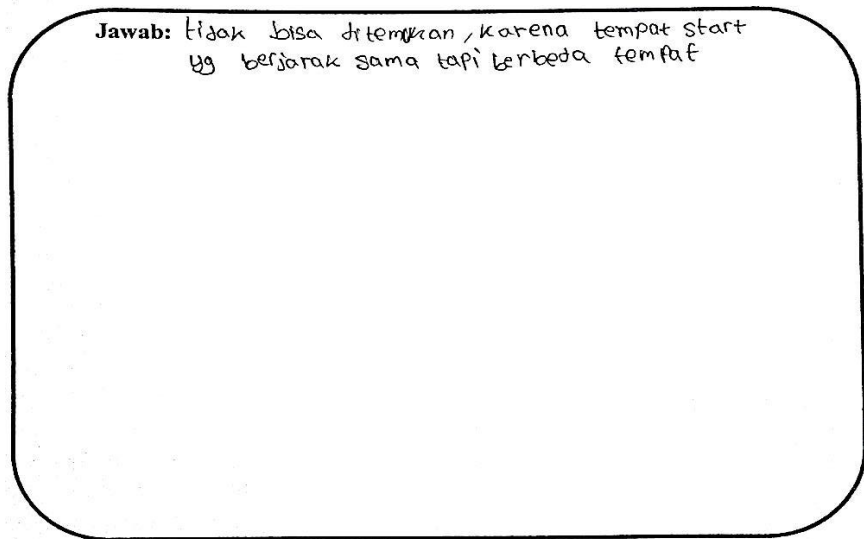 Jawab: tidak bisa ditemukan, karena tempat start
yg berjarak sama tapi berbeda tempat